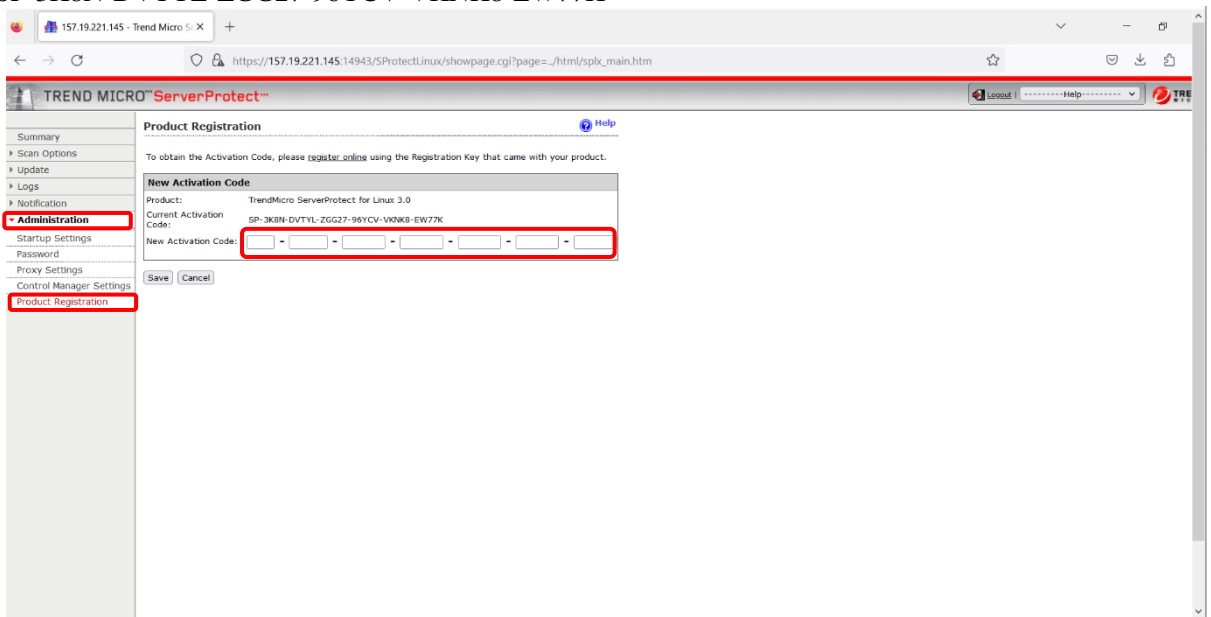 157.19.221.145 - Trend Micro Se
https://157.19.221.145:14943/SProtectLinux/showpage.cgi?page=../html/splx_main.htm
TREND MICRO™ ServerProtect™
Logout | ---------Help---------
TRE
Summary
Scan Options
Update
Logs
Notification
Administration
Startup Settings
Password
Proxy Settings
Control Manager Settings
Product Registration
Product Registration
Help
To obtain the Activation Code, please register online using the Registration Key that came with your product.
New Activation Code
Product: TrendMicro ServerProtect for Linux 3.0
Current Activation Code: SP-3K8N-DVTYL-ZGG27-96YCV-VKNK8-EW77K
New Activation Code: - - - - - -
Save Cancel